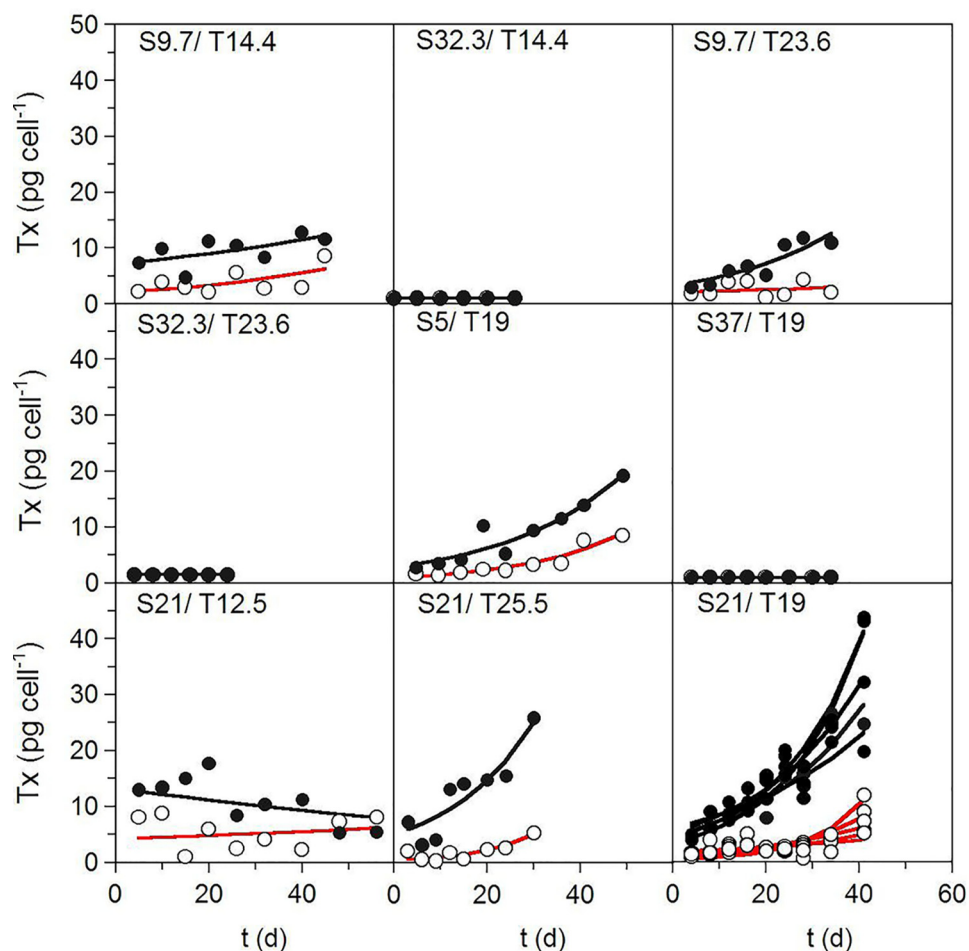 50
40
30
20
10
0
Tx (pg cell-1)
S9.7/ T14.4
S32.3/ T14.4
S9.7/ T23.6
40
30
20
10
0
Tx (pg cell-1)
S32.3/ T23.6
S5/ T19
S37/ T19
40
30
20
10
0
Tx (pg cell-1)
S21/ T12.5
S21/ T25.5
S21/ T19
0 20 40 0 20 40 0 20 40 60
t (d) t (d) t (d)